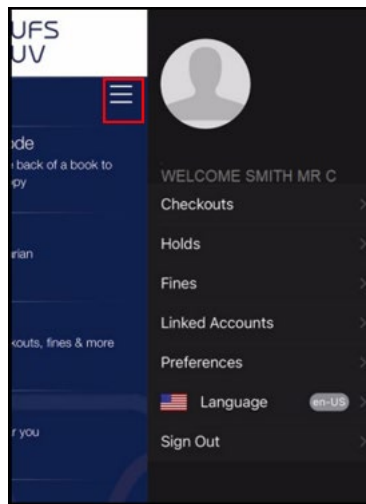 UFS
UV
ode
back of a book to
opy
WELCOME SMITH MR C
Checkouts
Holds
rian
Fines
Linked Accounts
kouts, fines & more
Preferences
Language
en-US
r you
Sign Out